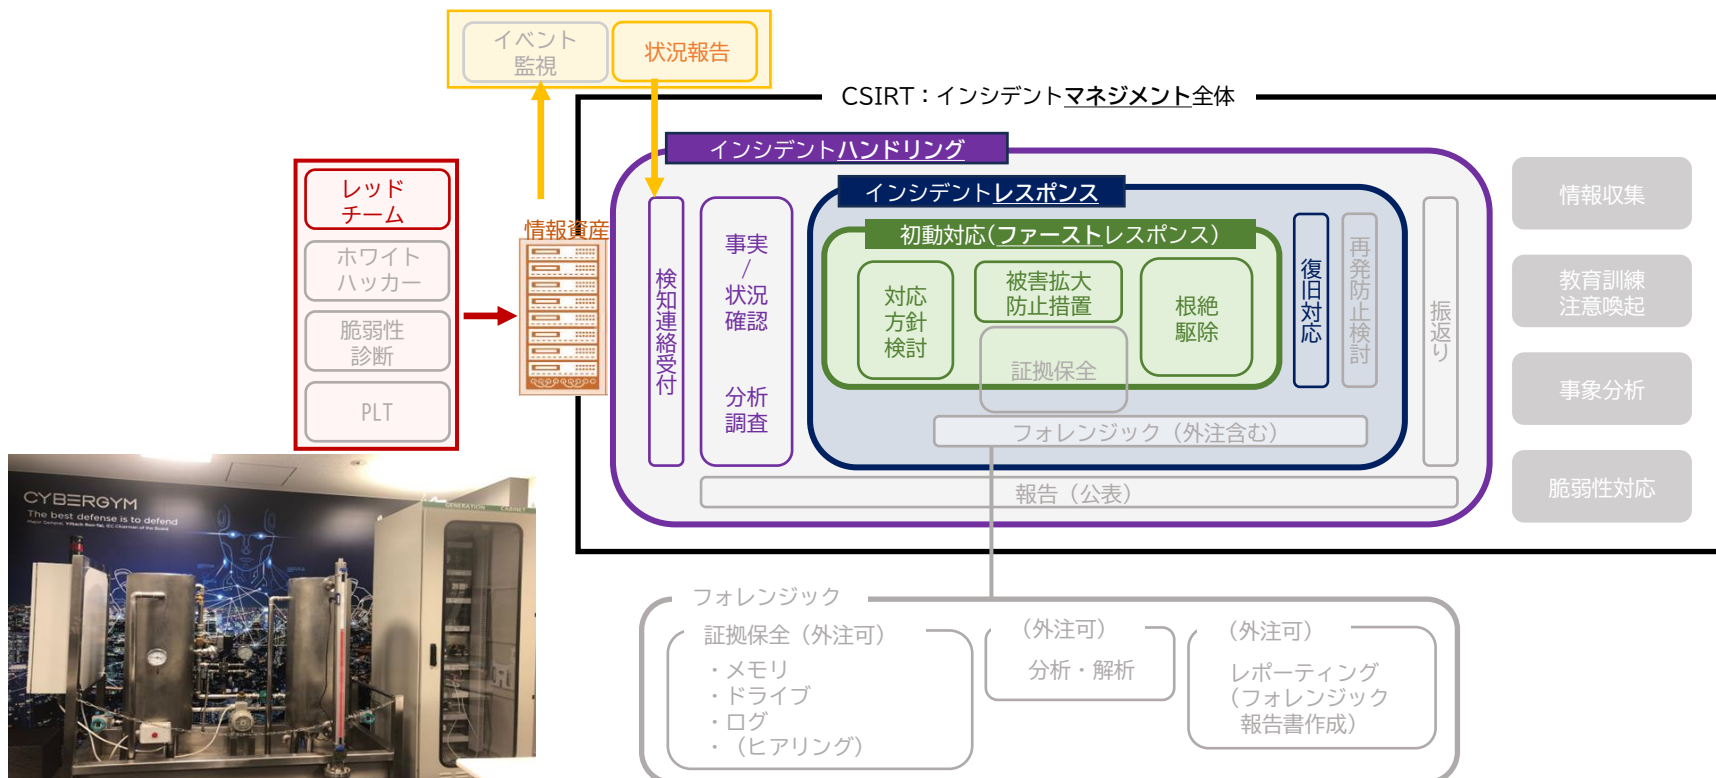 イベント
監視
状況報告
CSIRT：インシデントマネジメント全体
インシデントハンドリング
インシデントレスポンス
初動対応(ファーストレスポンス)
レッド
チーム
ホワイト
ハッカー
脆弱性
診断
PLT
情報資産
検知連絡受付
事実
/
状況
確認
分析
調査
対応
方針
検討
被害拡大
防止措置
証拠保全
根絶
駆除
復旧対応
再発防止検討
フォレンジック（外注含む）
振返り
報告（公表）
情報収集
教育訓練
注意喚起
事象分析
脆弱性対応
フォレンジック
証拠保全（外注可）
・メモリ
・ドライブ
・ログ
・（ヒアリング）
（外注可）
分析・解析
（外注可）
レポーティング
(フォレンジック
報告書作成)
CYBERGYM
The best defense is to defend
GENERATION CABINET